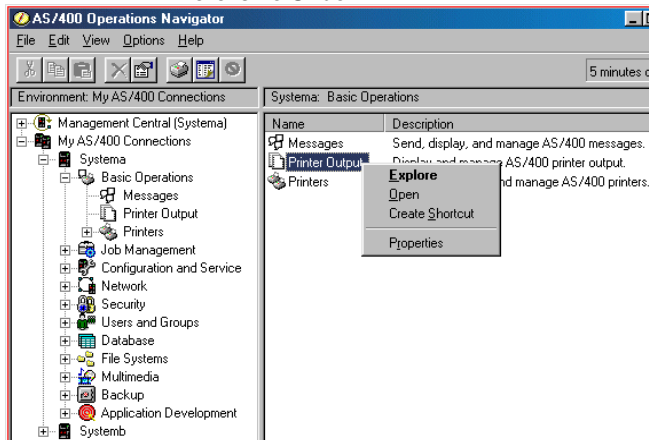 AS/400 Operations Navigator
File Edit View Options Help
5 minutes
Environment: My AS/400 Connections
Systema: Basic Operations
Management Central (Systema)
My AS/400 Connections
Systema
Basic Operations
Messages
Printer Output
Printers
Job Management
Configuration and Service
Network
Security
Users and Groups
Database
File Systems
Multimedia
Backup
Application Development
Systemb
Name Description
Messages Send, display, and manage AS/400 messages.
Printer Output Display and manage AS/400 printer output.
Printers nd manage AS/400 printers.
Explore
Open
Create Shortcut
Properties